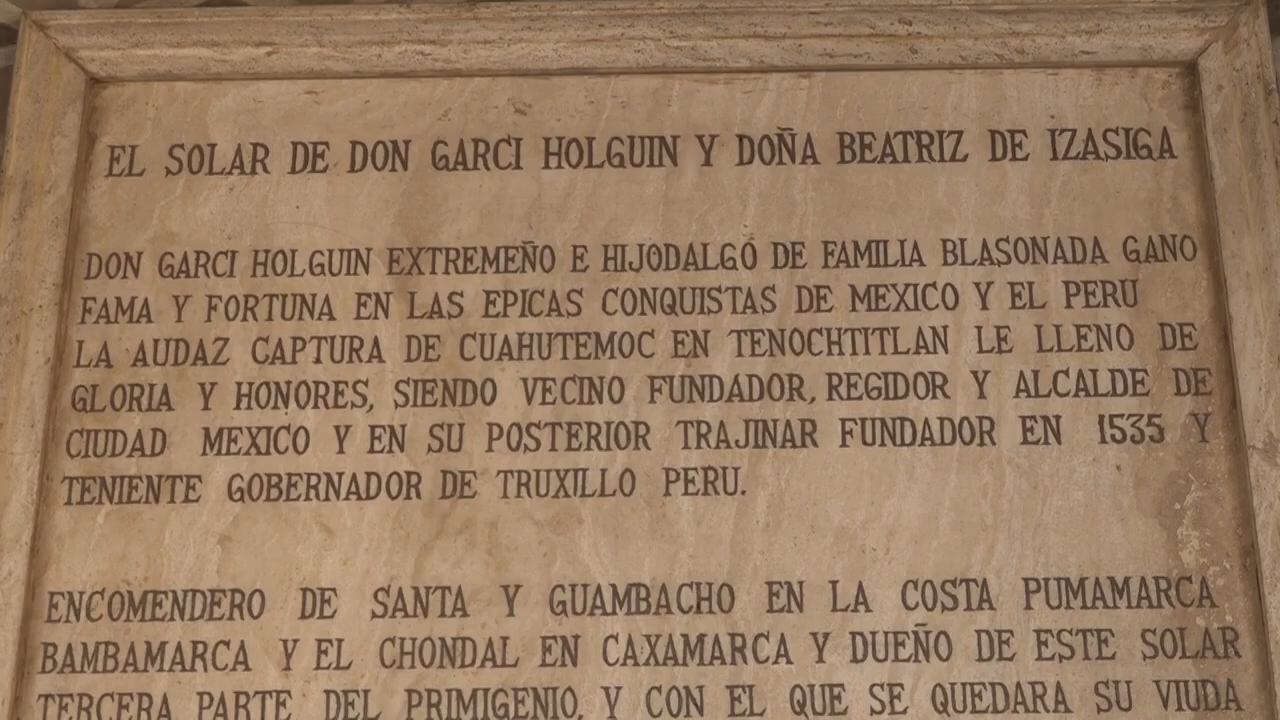 EL SOLAR DE DON GARCI HOLGUIN Y DOÑA BEATRIZ DE IZASIGA
DON GARCI HOLGUIN EXTREMEÑO E HIJODALGO DE FAMILIA BLASONADA GANO
FAMA Y FORTUNA EN LAS EPICAS CONQUISTAS DE MEXICO Y EL PERU
LA AUDAZ CAPTURA DE CUAHUTEMOC EN TENOCHTITLAN LE LLENO DE
GLORIA Y HONORES, SIENDO VECINO FUNDADOR, REGIDOR Y ALCALDE DE
CIUDAD MEXICO Y EN SU POSTERIOR TRAJINAR FUNDADOR EN 1535 Y
TENIENTE GOBERNADOR DE TRUXILLO PERU.
ENCOMENDERO DE SANTA Y GUAMBACHO EN LA COSTA PUMAMARCA
BAMBAMARCA Y EL CHONDAL EN CAXAMARCA Y DUEÑO DE ESTE SOLAR
TERCERA PARTE DEL PRIMIGENIO, Y CON EL QUE SE QUEDARA SU VIUDA